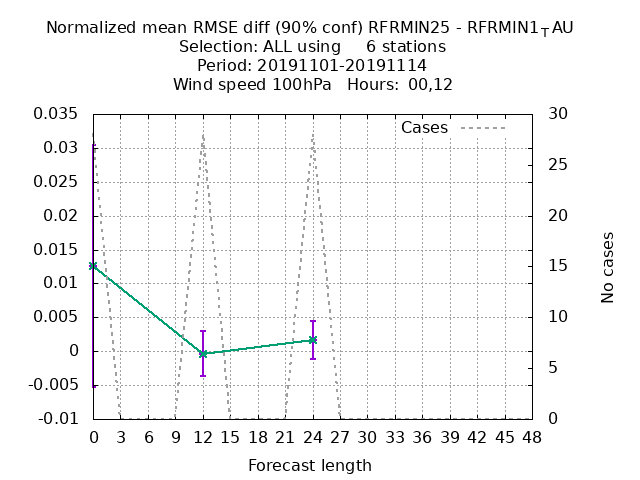 Normalized mean RMSE diff (90% conf) RFRMIN25 - RFRMIN1TAU
Selection: ALL using 6 stations
Period: 20191101-20191114
Wind speed 100hPa Hours: 00,12
Cases
0.035
0.03
0.025
0.02
0.015
0.01
0.005
0
-0.005
-0.01
30
25
20
15
10
5
0
No cases
0 3 6 9 12 15 18 21 24 27 30 33 36 39 42 45 48
Forecast length